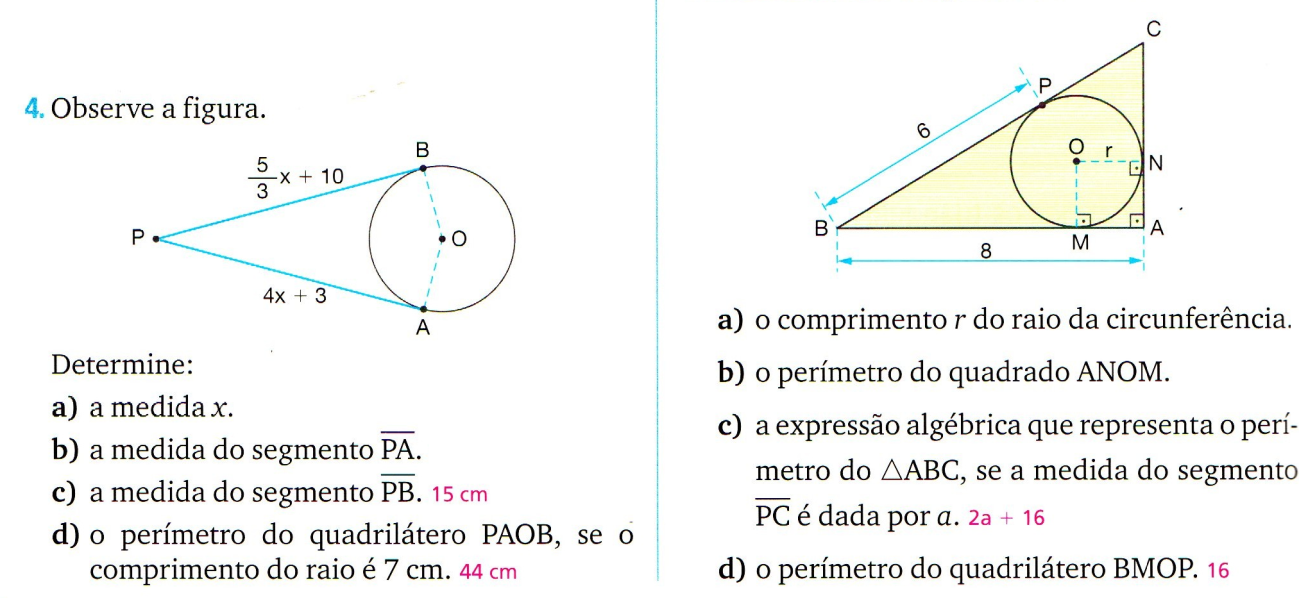 4. Observe a figura.
B
5/3 x + 10
P
O
4x + 3
A
Determine:
a) a medida x.
b) a medida do segmento P̅A̅.
c) a medida do segmento P̅B̅. 15 cm
d) o perímetro do quadrilátero PAOB, se o
comprimento do raio é 7 cm. 44 cm
C
P
6
O r
N
B
M
A
8
a) o comprimento r do raio da circunferência.
b) o perímetro do quadrado ANOM.
c) a expressão algébrica que representa o perí-
metro do △ABC, se a medida do segmento
P̅C̅ é dada por a. 2a + 16
d) o perímetro do quadrilátero BMOP. 16